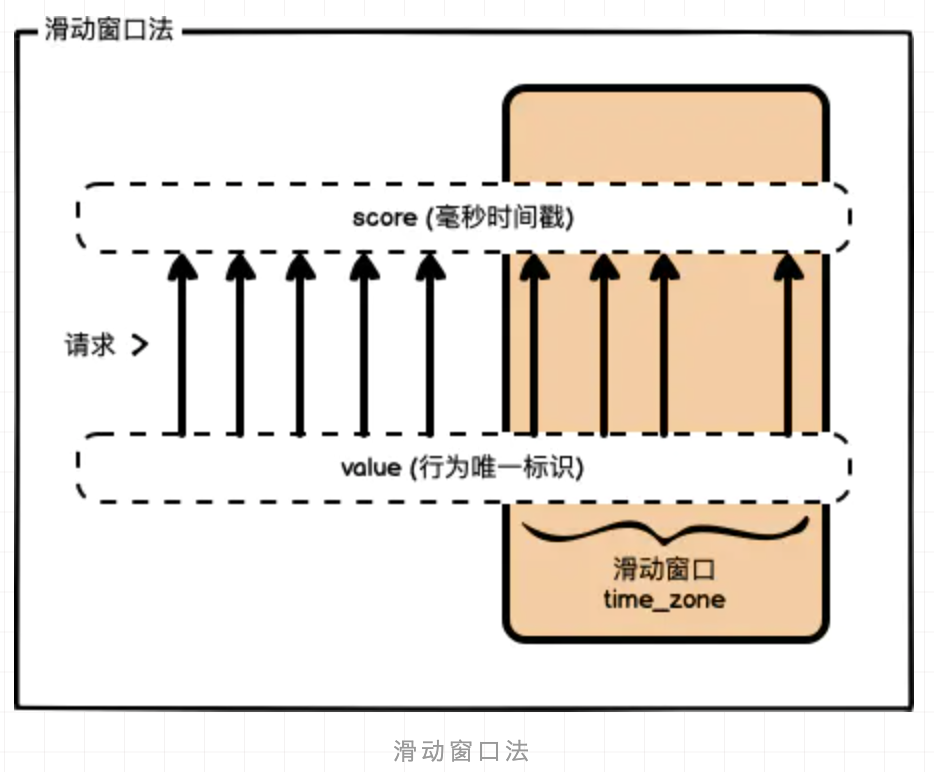 滑动窗口法
score (毫秒时间戳)
请求 >
value (行为唯一标识)
滑动窗口
time_zone
滑动窗口法